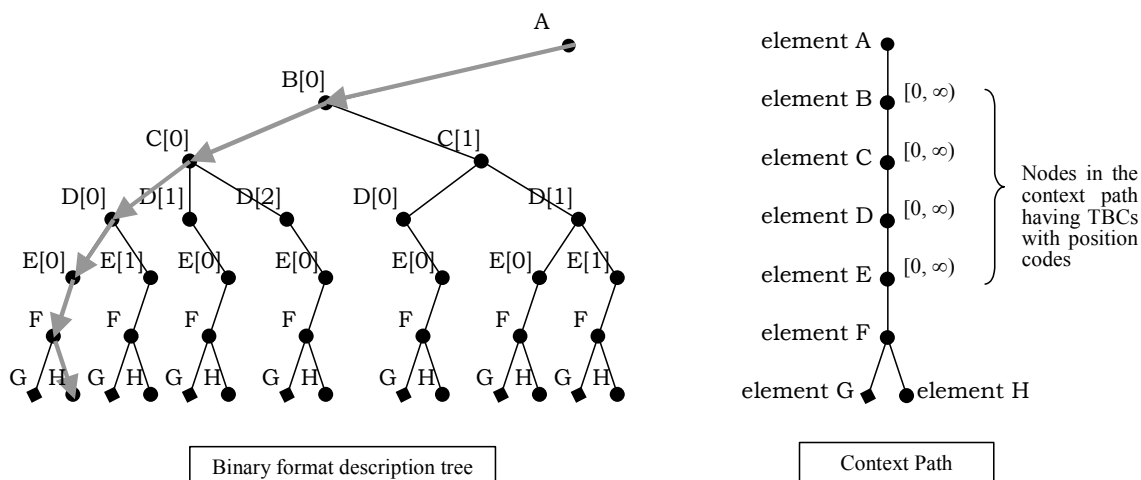 A
B[0]
C[0] C[1]
D[0] D[1] D[2] D[0] D[1]
E[0] E[1] E[0] E[0] E[0] E[0] E[1]
F F F F F F F
G H G H G H G H G H G H G H
Binary format description tree
element A
element B [0, ∞)
element C [0, ∞)
element D [0, ∞)
element E [0, ∞)
element F
element G element H
Nodes in the
context path
having TBCs
with position
codes
Context Path